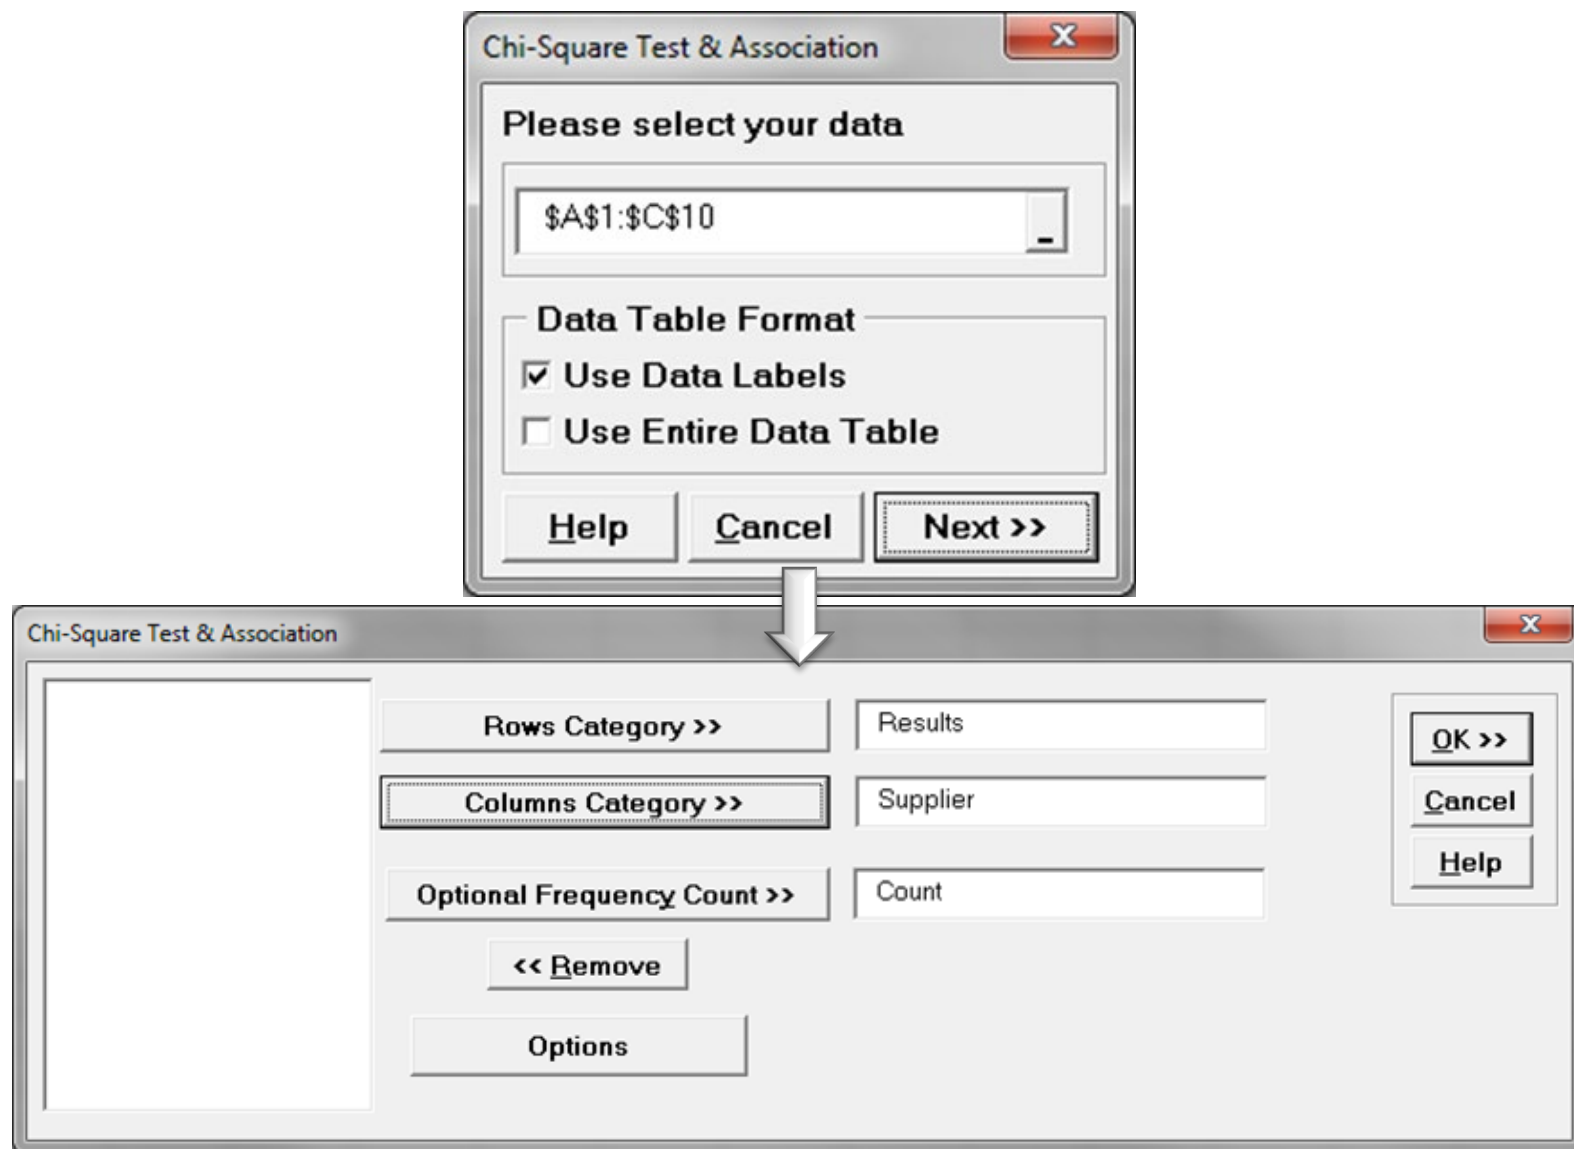 Chi-Square Test & Association
x
Please select your data
$A$1:$C$10
Data Table Format
Use Data Labels
Use Entire Data Table
Help Cancel Next >>
Chi-Square Test & Association
x
Rows Category >> Results
OK >>
Columns Category >> Supplier
Cancel
Help
Optional Frequency Count >> Count
<< Remove
Options